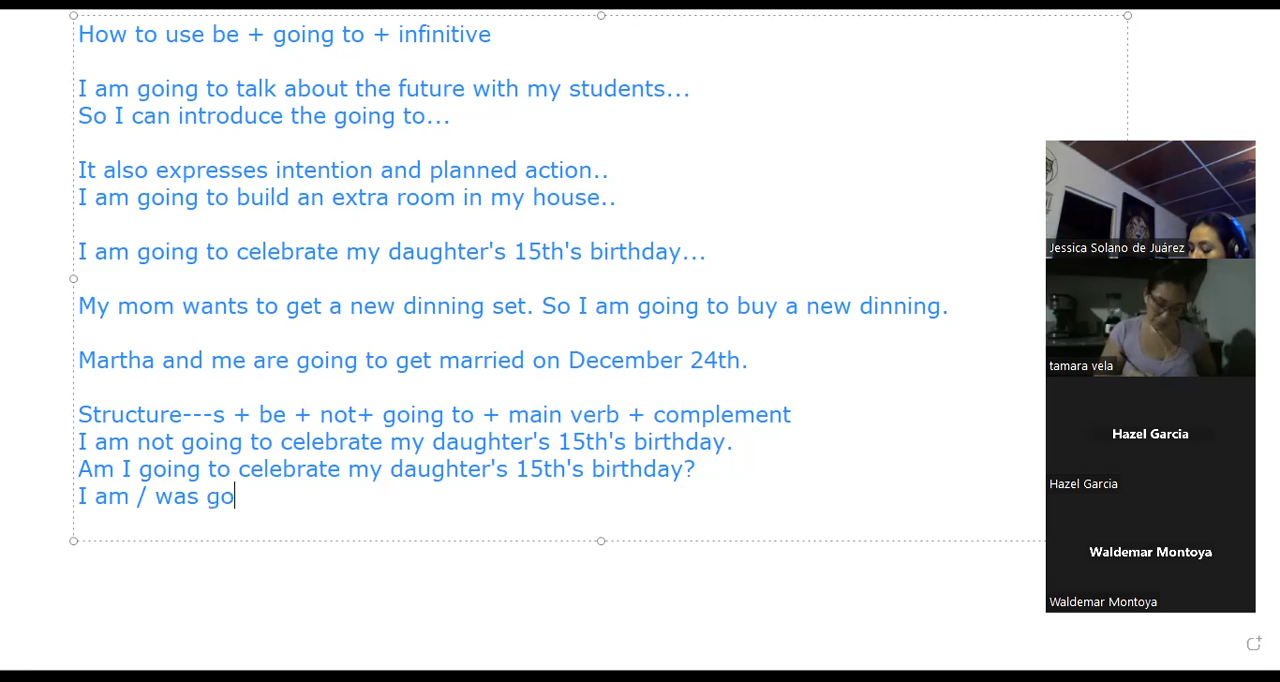 How to use be + going to + infinitive
I am going to talk about the future with my students...
So I can introduce the going to...
It also expresses intention and planned action..
I am going to build an extra room in my house..
I am going to celebrate my daughter's 15th's birthday...
My mom wants to get a new dinning set. So I am going to buy a new dinning.
Martha and me are going to get married on December 24th.
Structure---s + be + not+ going to + main verb + complement
I am not going to celebrate my daughter's 15th's birthday.
Am I going to celebrate my daughter's 15th's birthday?
I am / was go
Jessica Solano de Juárez
tamara vela
Hazel Garcia
Hazel Garcia
Waldemar Montoya
Waldemar Montoya